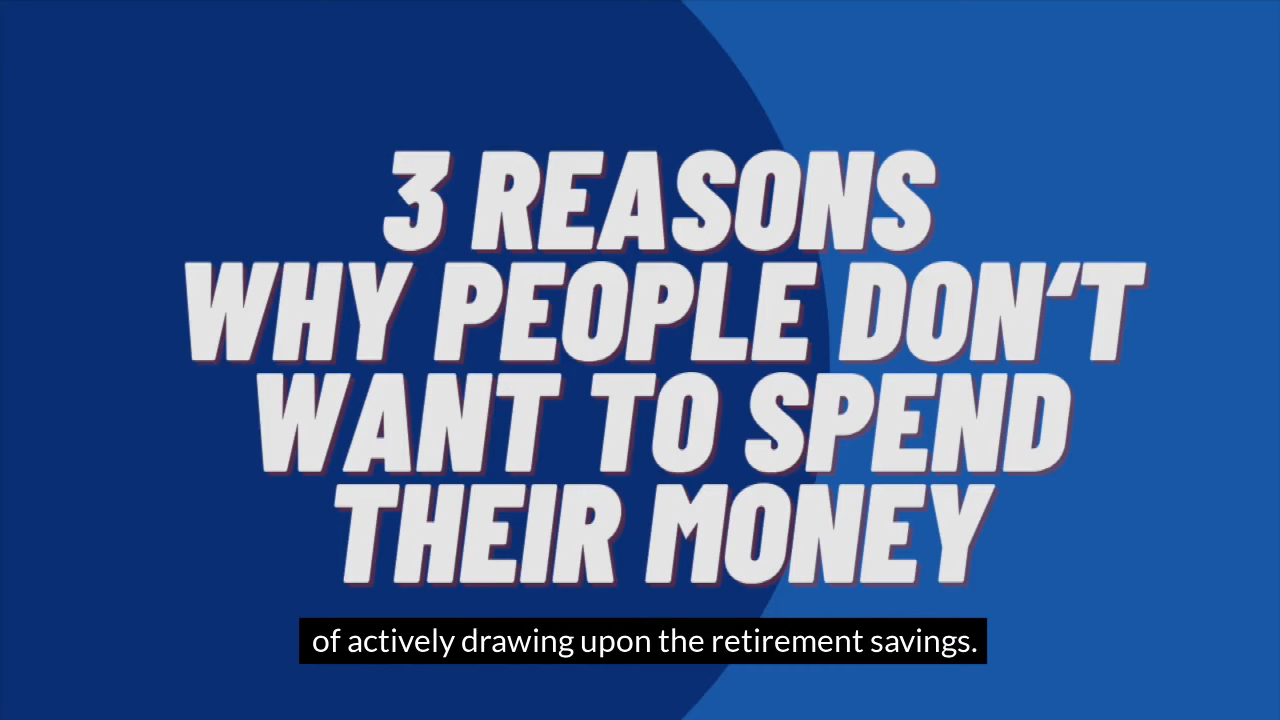 3 REASONS
WHY PEOPLE DON‘T
WANT TO SPEND
THEIR MONEY
of actively drawing upon the retirement savings.